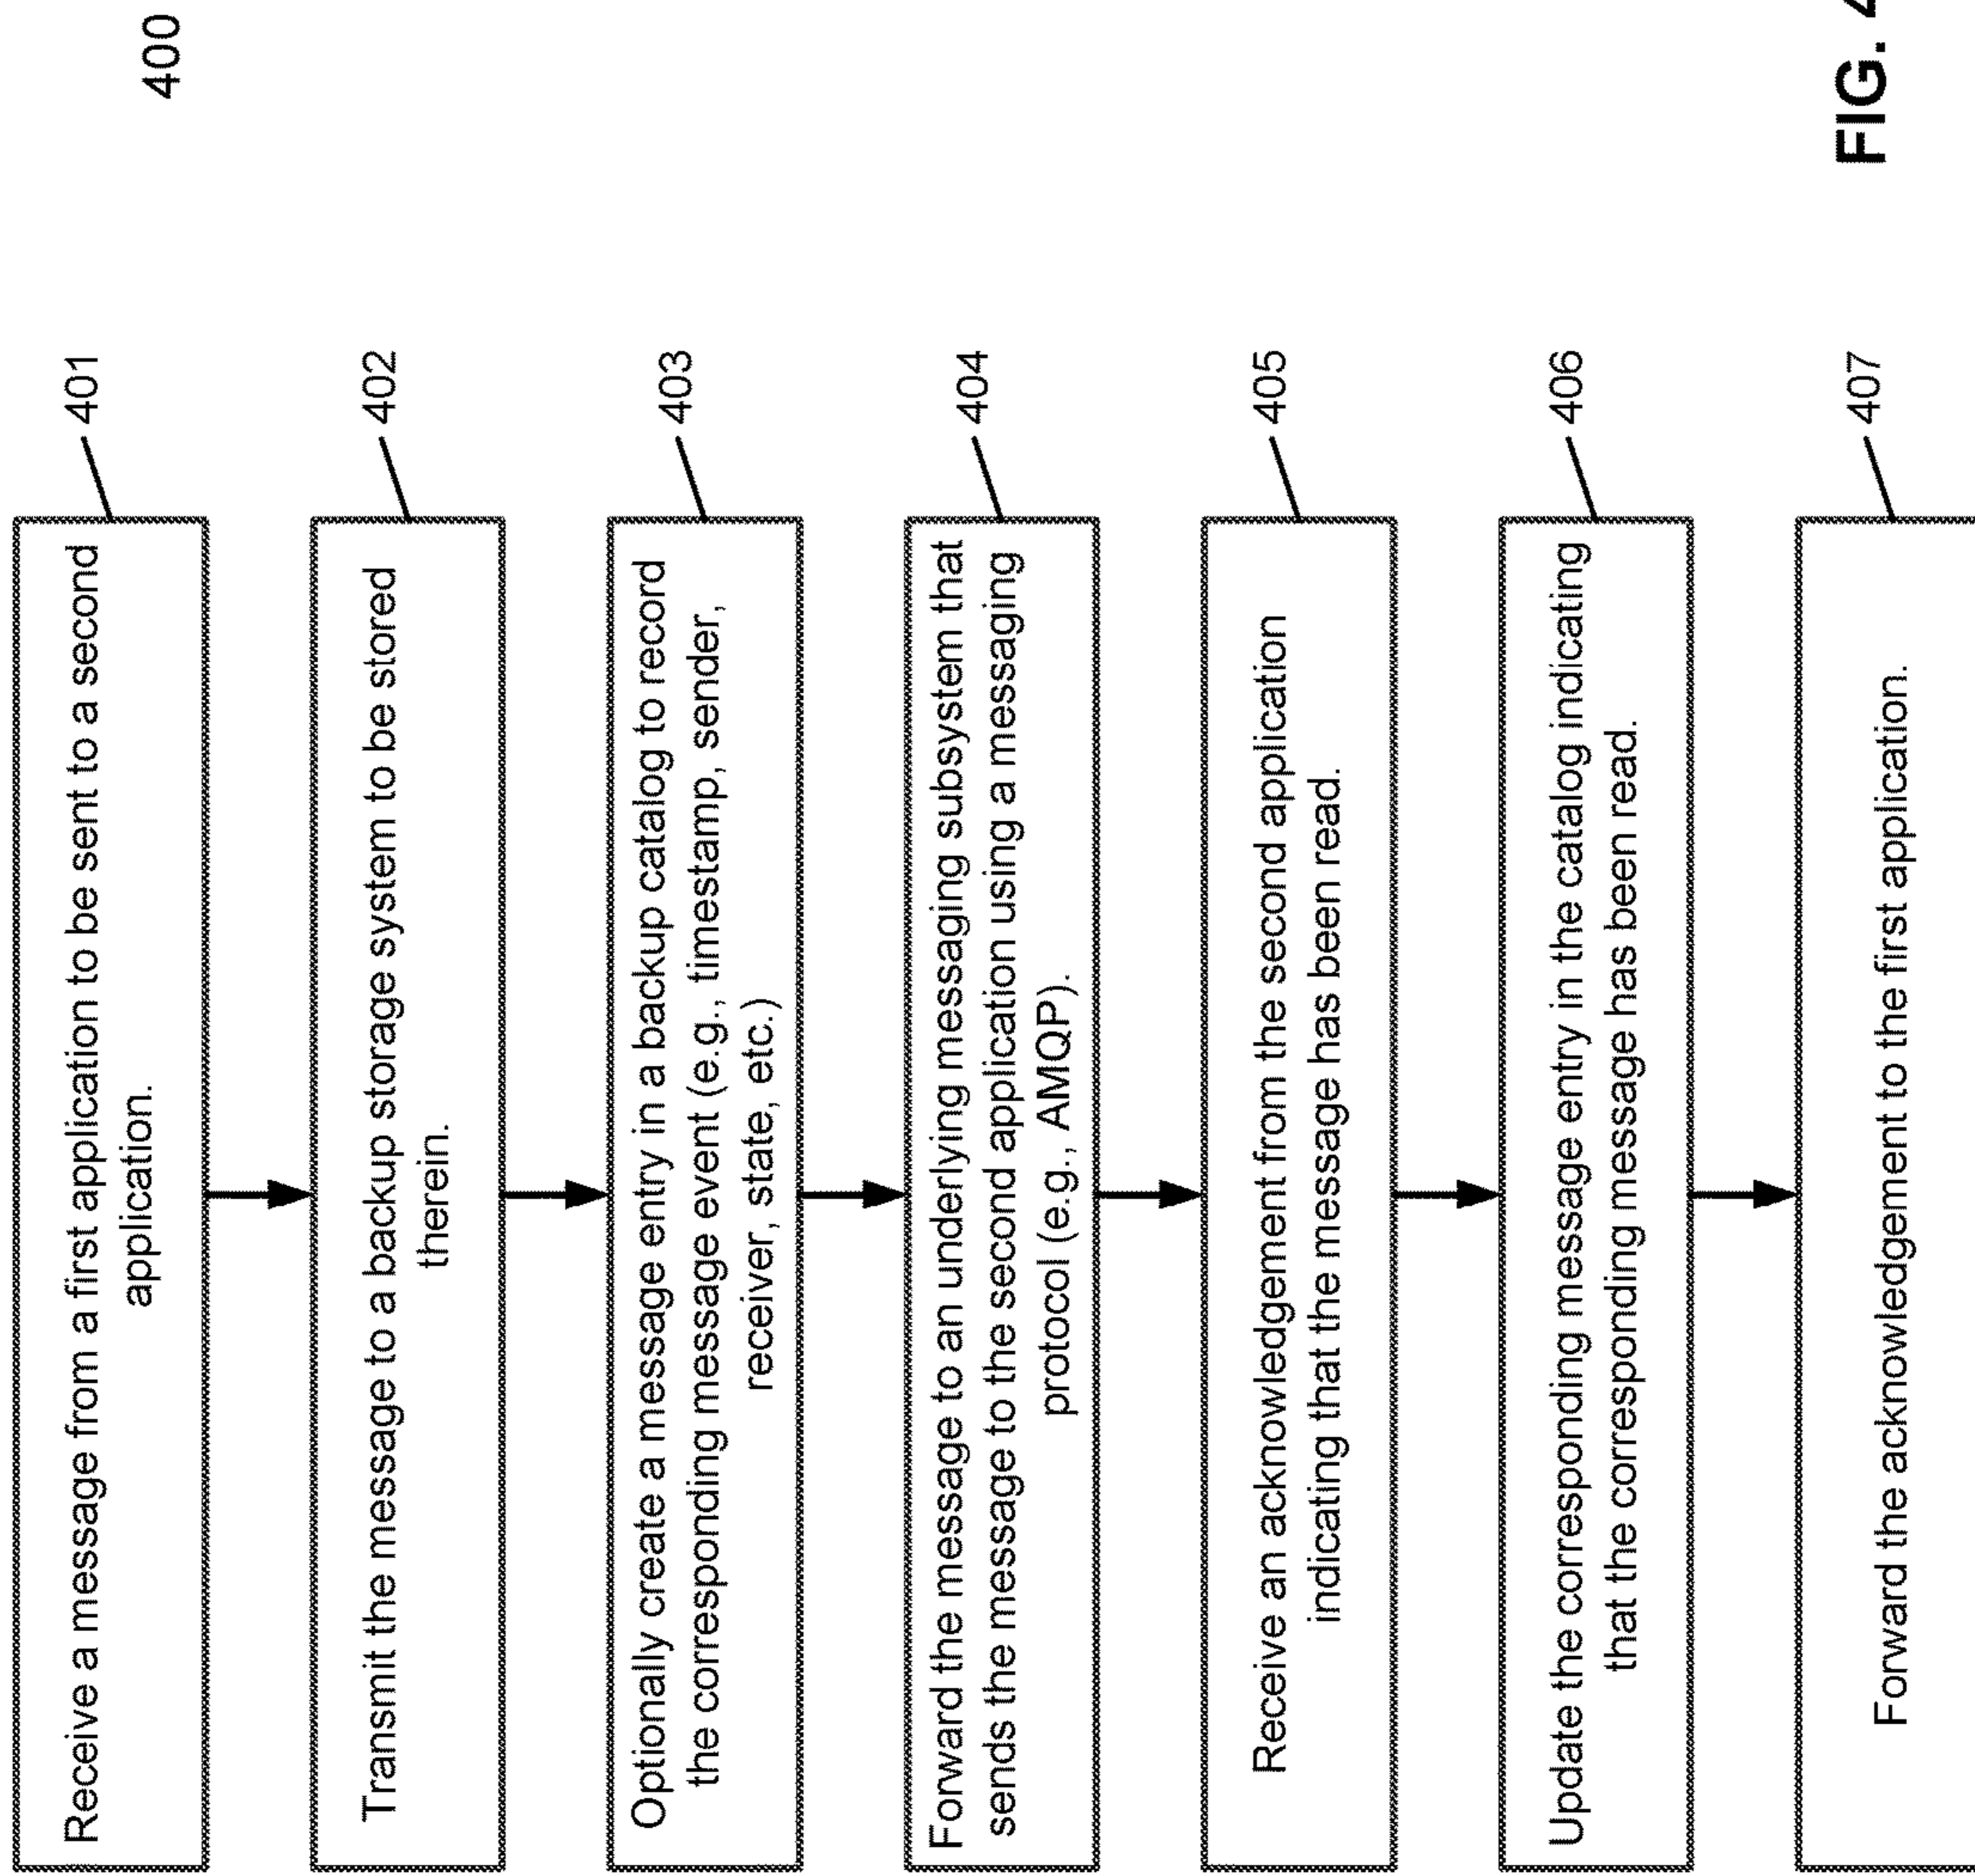 400
Receive a message from a first application to be sent to a second
application.
401
Transmit the message to a backup storage system to be stored
therein.
402
Optionally create a message entry in a backup catalog to record
the corresponding message event (e.g., timestamp, sender,
receiver, state, etc.)
403
Forward the message to an underlying messaging subsystem that
sends the message to the second application using a messaging
protocol (e.g., AMQP).
404
Receive an acknowledgement from the second application
indicating that the message has been read.
405
Update the corresponding message entry in the catalog indicating
that the corresponding message has been read.
406
Forward the acknowledgement to the first application.
407
FIG. 4